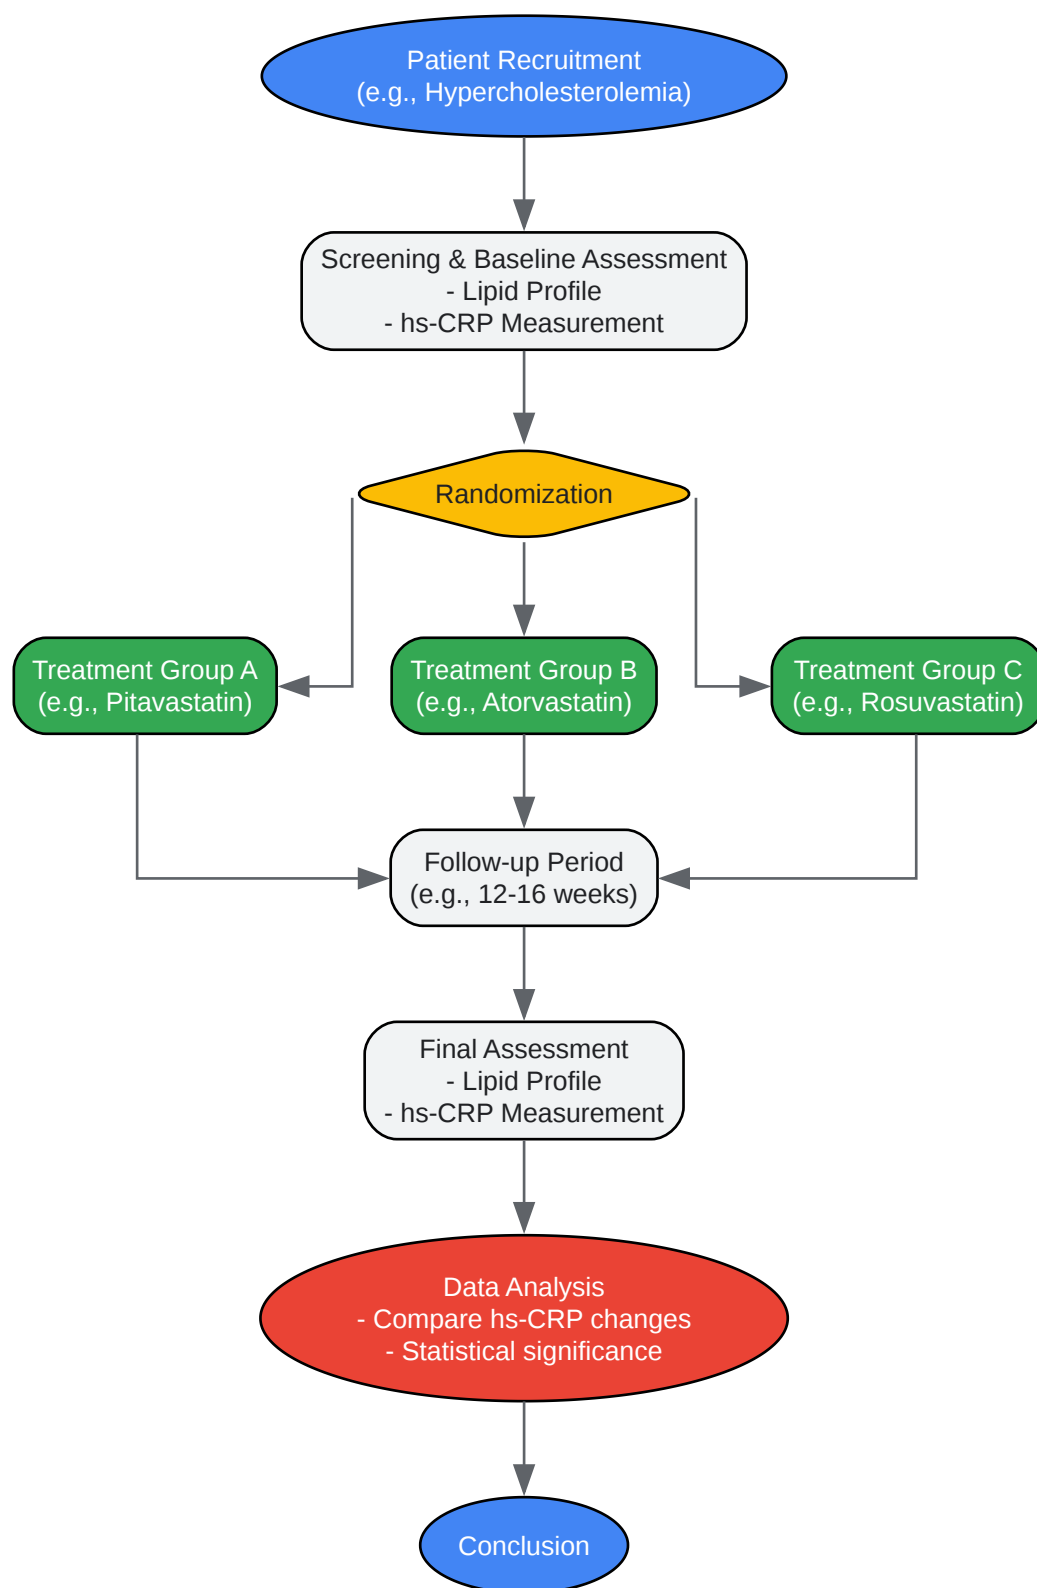 Patient Recruitment
(e.g., Hypercholesterolemia)
Screening & Baseline Assessment
- Lipid Profile
- hs-CRP Measurement
Randomization
Treatment Group A
(e.g., Pitavastatin)
Treatment Group B
(e.g., Atorvastatin)
Treatment Group C
(e.g., Rosuvastatin)
Follow-up Period
(e.g., 12-16 weeks)
Final Assessment
- Lipid Profile
- hs-CRP Measurement
Data Analysis
- Compare hs-CRP changes
- Statistical significance
Conclusion